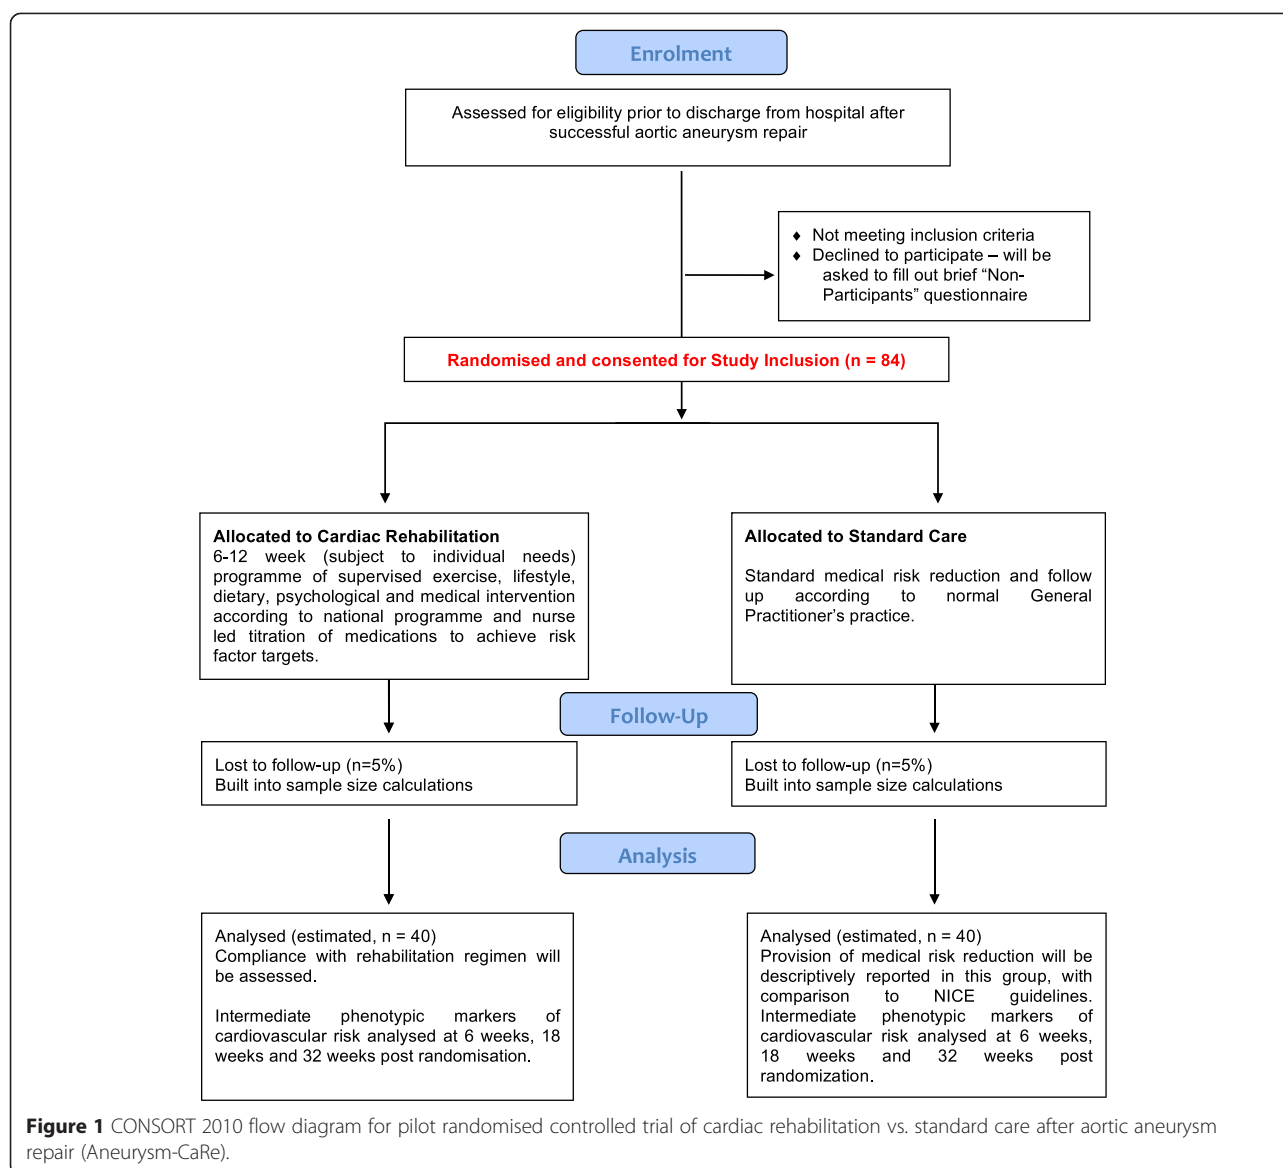 Enrolment
Assessed for eligibility prior to discharge from hospital after
successful aortic aneurysm repair
♦ Not meeting inclusion criteria
♦ Declined to participate – will be
asked to fill out brief “Non-
Participants” questionnaire
Randomised and consented for Study Inclusion (n = 84)
Allocated to Cardiac Rehabilitation
6-12 week (subject to individual needs)
programme of supervised exercise, lifestyle,
dietary, psychological and medical intervention
according to national programme and nurse
led titration of medications to achieve risk
factor targets.
Allocated to Standard Care
Standard medical risk reduction and follow
up according to normal General
Practitioner’s practice.
Follow-Up
Lost to follow-up (n=5%)
Built into sample size calculations
Lost to follow-up (n=5%)
Built into sample size calculations
Analysis
Analysed (estimated, n = 40)
Compliance with rehabilitation regimen will
be assessed.
Intermediate phenotypic markers of
cardiovascular risk analysed at 6 weeks, 18
weeks and 32 weeks post randomisation.
Analysed (estimated, n = 40)
Provision of medical risk reduction will be
descriptively reported in this group, with
comparison to NICE guidelines.
Intermediate phenotypic markers of
cardiovascular risk analysed at 6 weeks,
18 weeks and 32 weeks post
randomization.
Figure 1 CONSORT 2010 flow diagram for pilot randomised controlled trial of cardiac rehabilitation vs. standard care after aortic aneurysm
repair (Aneurysm-CaRe).